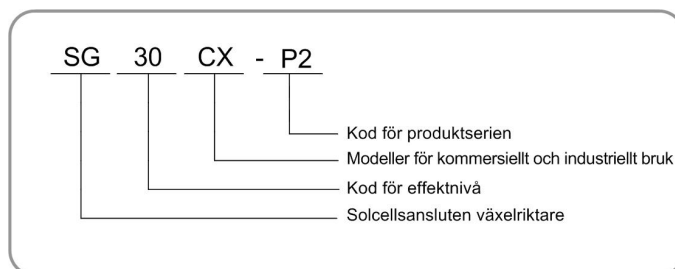 SG 30 CX - P2
Kod för produktserien
Modeller för kommersiellt och industriellt bruk
Kod för effektnivå
Solcellsansluten växelriktare